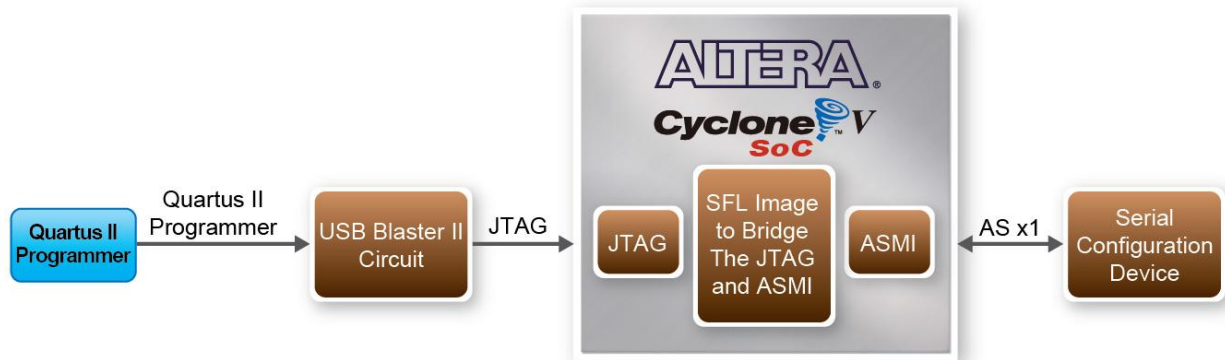 Quartus II
Programmer
Quartus II
Programmer
USB Blaster II
Circuit
JTAG
ALTERA®
Cyclone™ V
SoC
JTAG
SFL Image
to Bridge
The JTAG
and ASMI
ASMI
AS x1
Serial
Configuration
Device